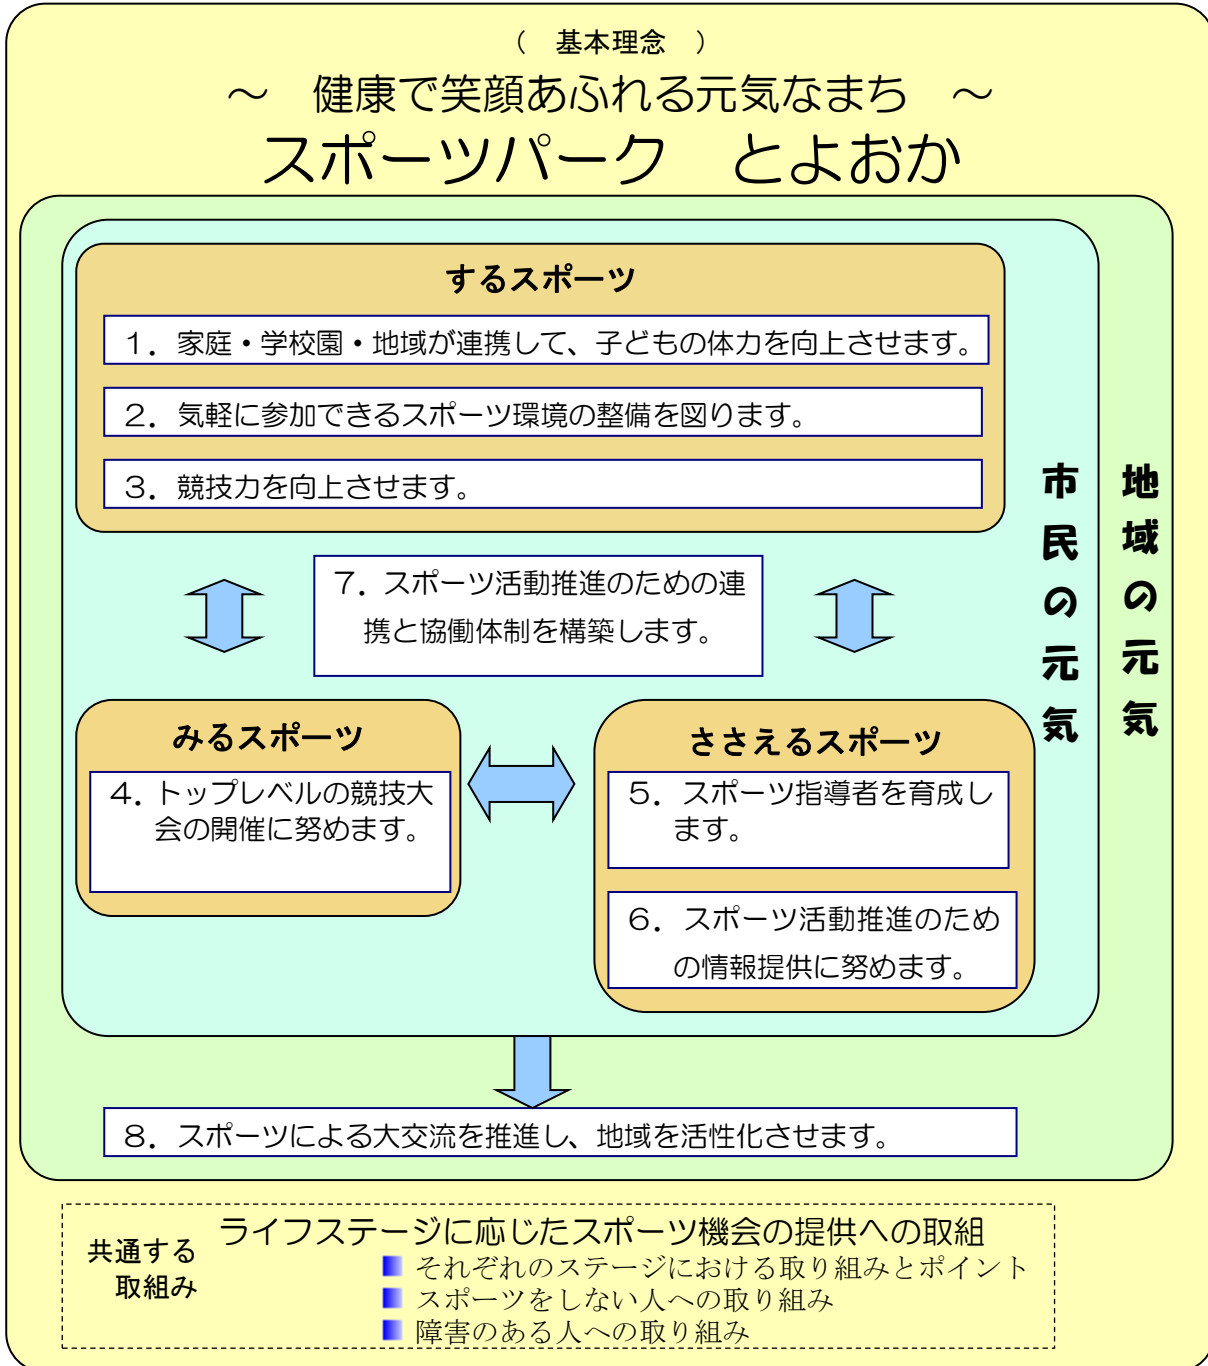 （　基本理念　）
～　健康で笑顔あふれる元気なまち　～
スポーツパーク　とよおか
するスポーツ
１．家庭・学校園・地域が連携して、子どもの体力を向上させます。
２．気軽に参加できるスポーツ環境の整備を図ります。
３．競技力を向上させます。
７．スポーツ活動推進のための連
携と協働体制を構築します。
みるスポーツ
４．トップレベルの競技大
会の開催に努めます。
ささえるスポーツ
５．スポーツ指導者を育成し
ます。
６．スポーツ活動推進のため
の情報提供に努めます。
市民の元気
地域の元気
８．スポーツによる大交流を推進し、地域を活性化させます。
共通する
取組み
ライフステージに応じたスポーツ機会の提供への取組
それぞれのステージにおける取り組みとポイント
スポーツをしない人への取り組み
障害のある人への取り組み